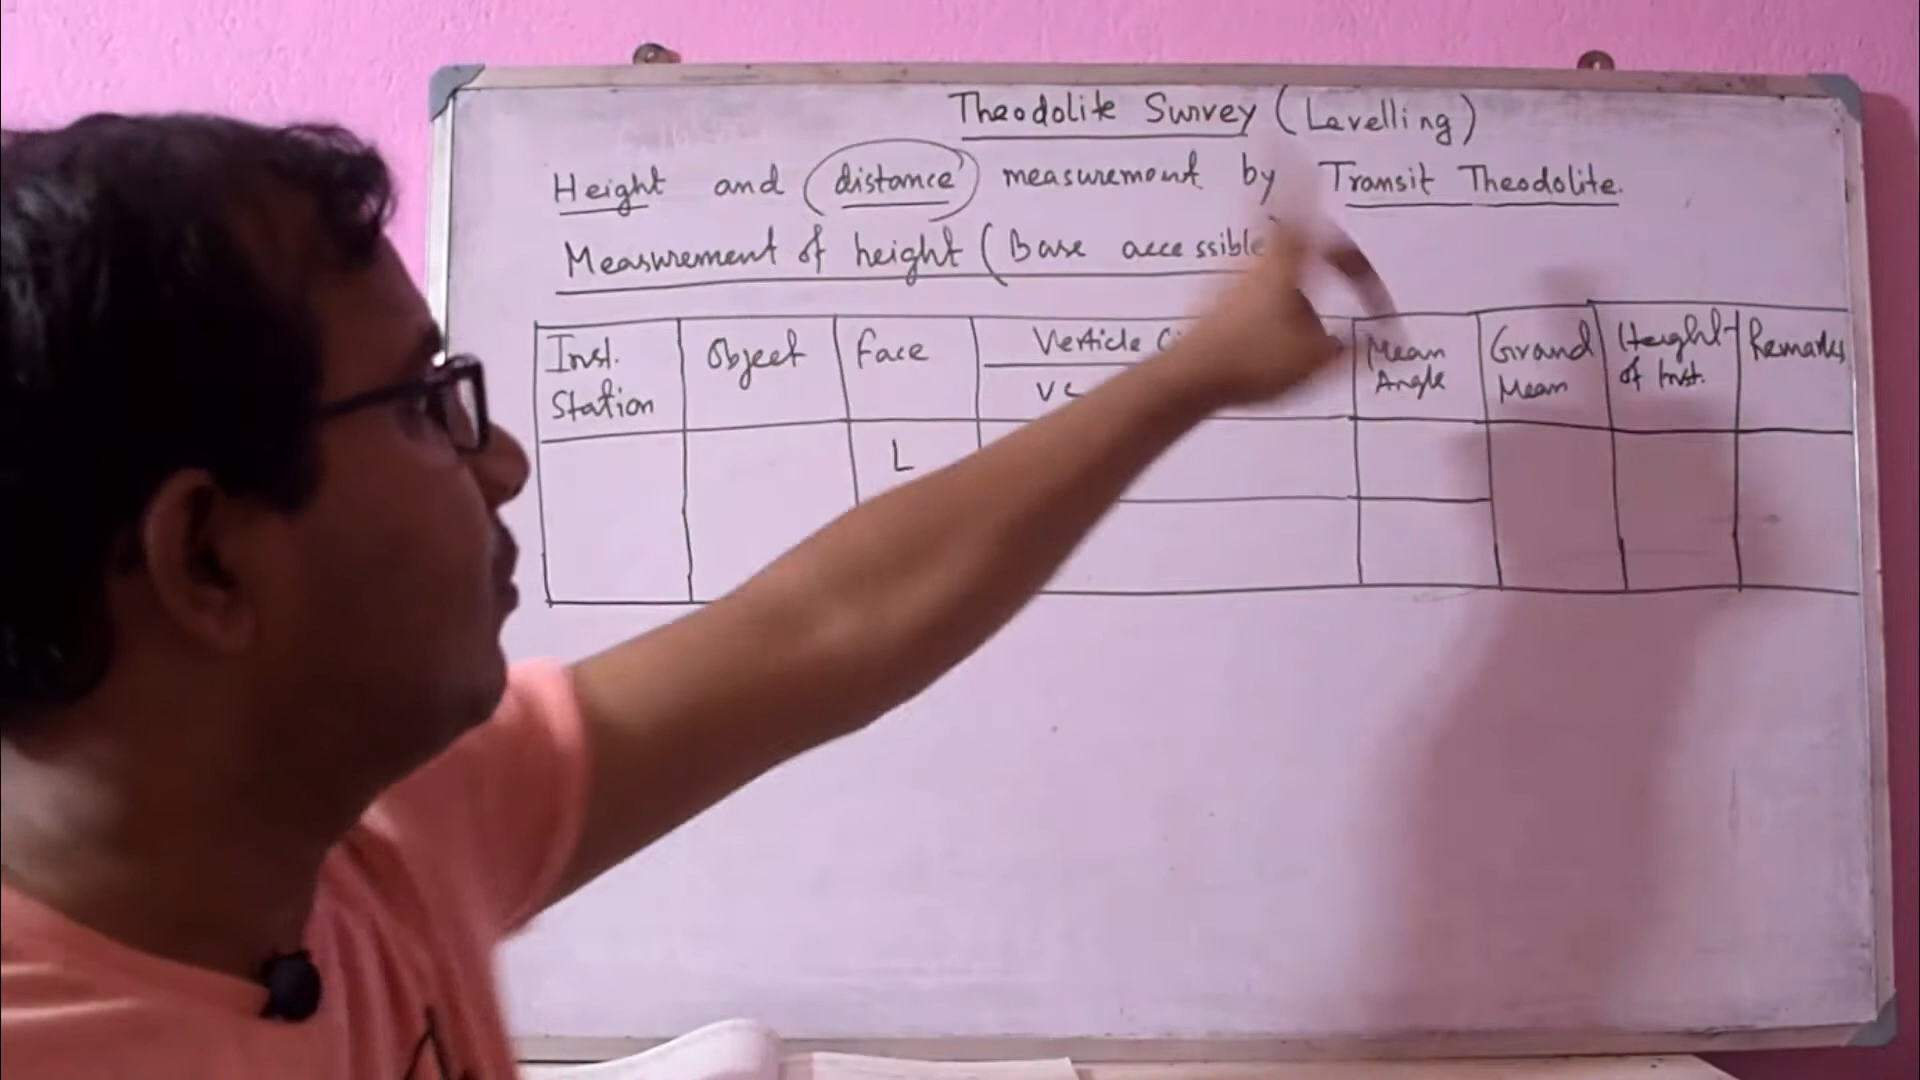 Theodolite Survey (Levelling)
Height and (distance) measurement by Transit Theodolite.
Measurement of height (Base accessible)
Inst. Station
Object
Face
Verticle
VC
Mean Angle
Grand Mean
Height of Inst.
Remarks
L